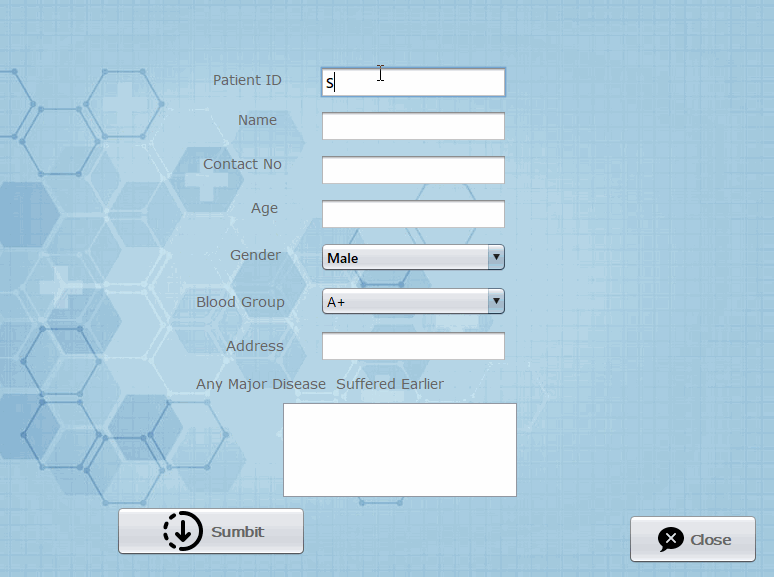 Patient ID S
Name
Contact No
Age
Gender Male
Blood Group A+
Address
Any Major Disease Suffered Earlier
Sumbit
Close